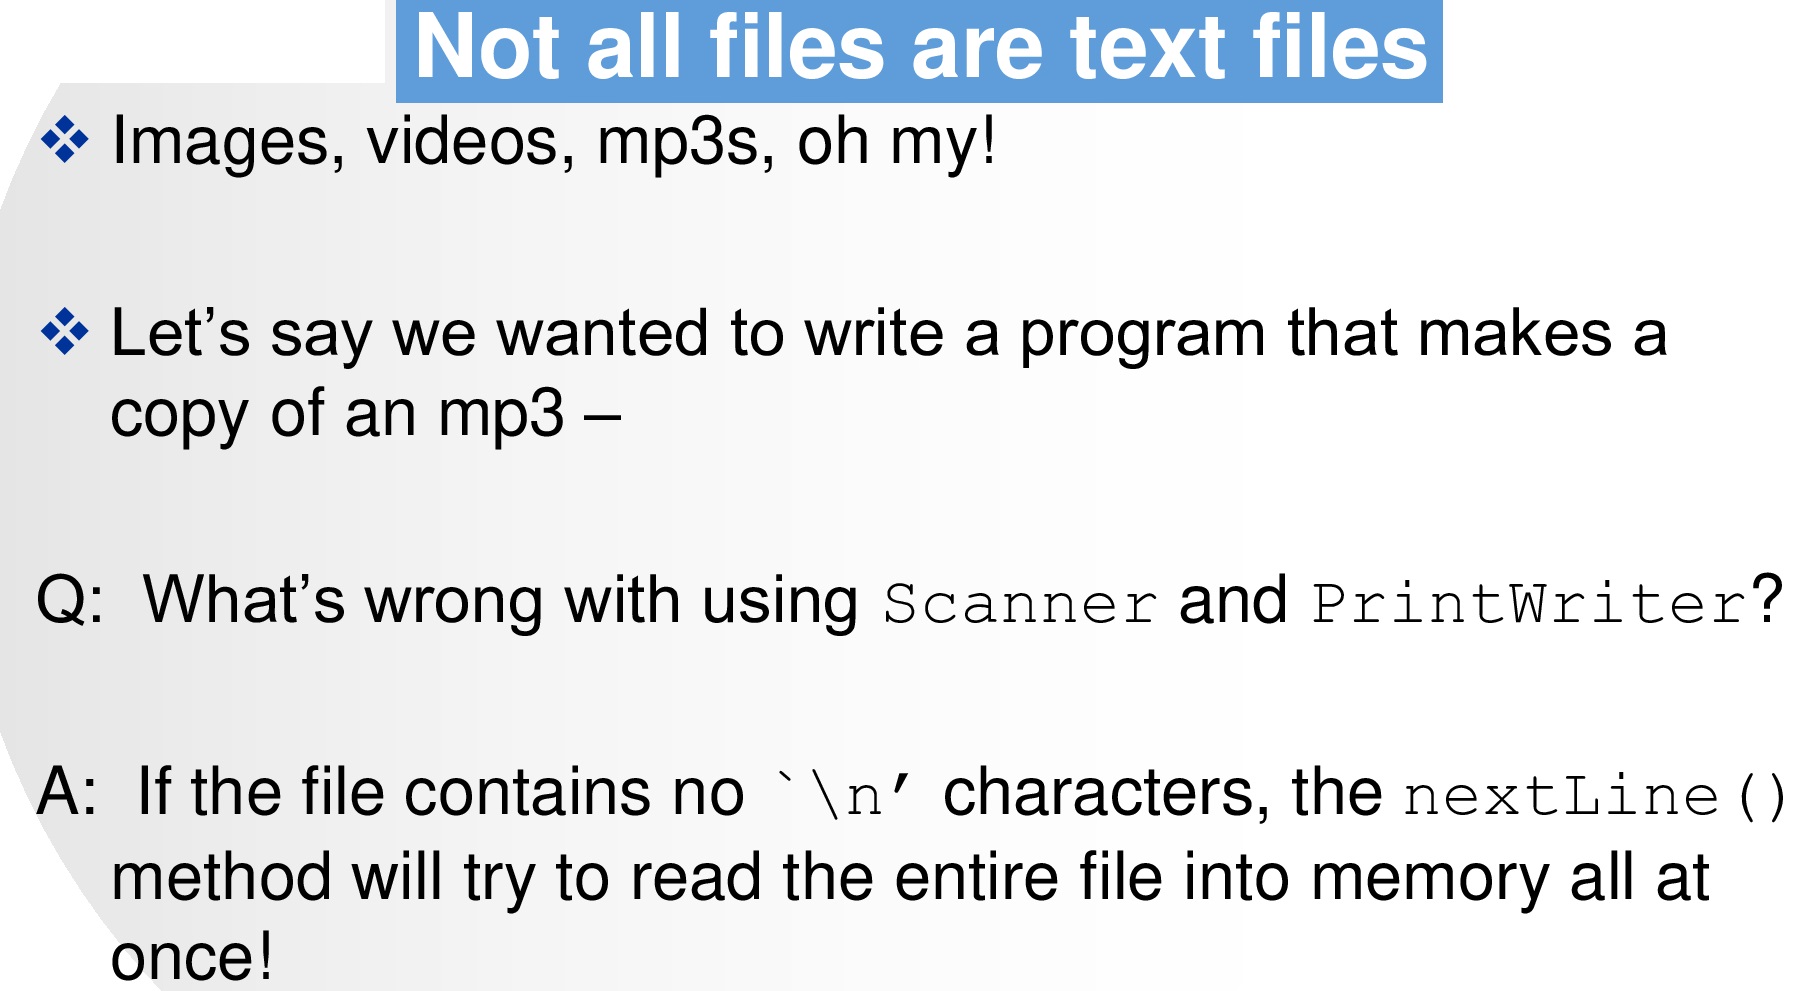 Not all files are text files
❖ Images, videos, mp3s, oh my!
❖ Let’s say we wanted to write a program that makes a
copy of an mp3 –
Q: What’s wrong with using Scanner and PrintWriter?
A: If the file contains no `\n’ characters, the nextLine()
method will try to read the entire file into memory all at
once!